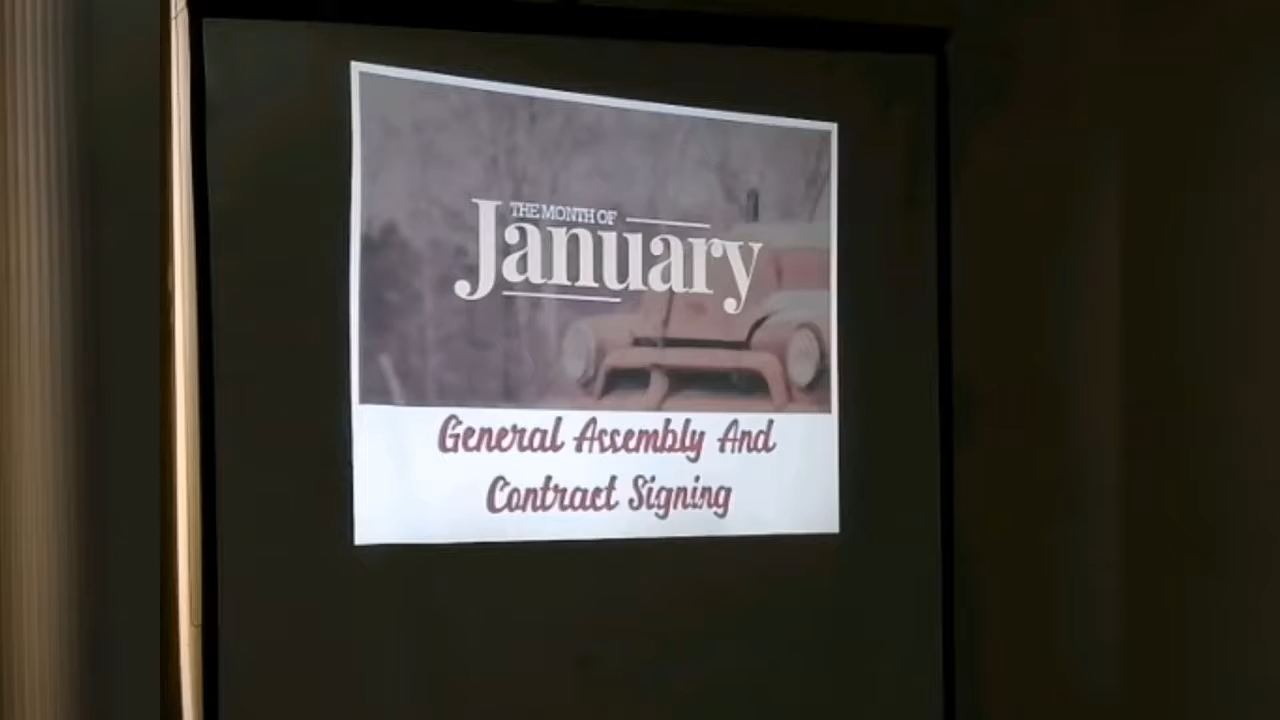 THE MONTH OF
January
General Assembly And
Contract Signing